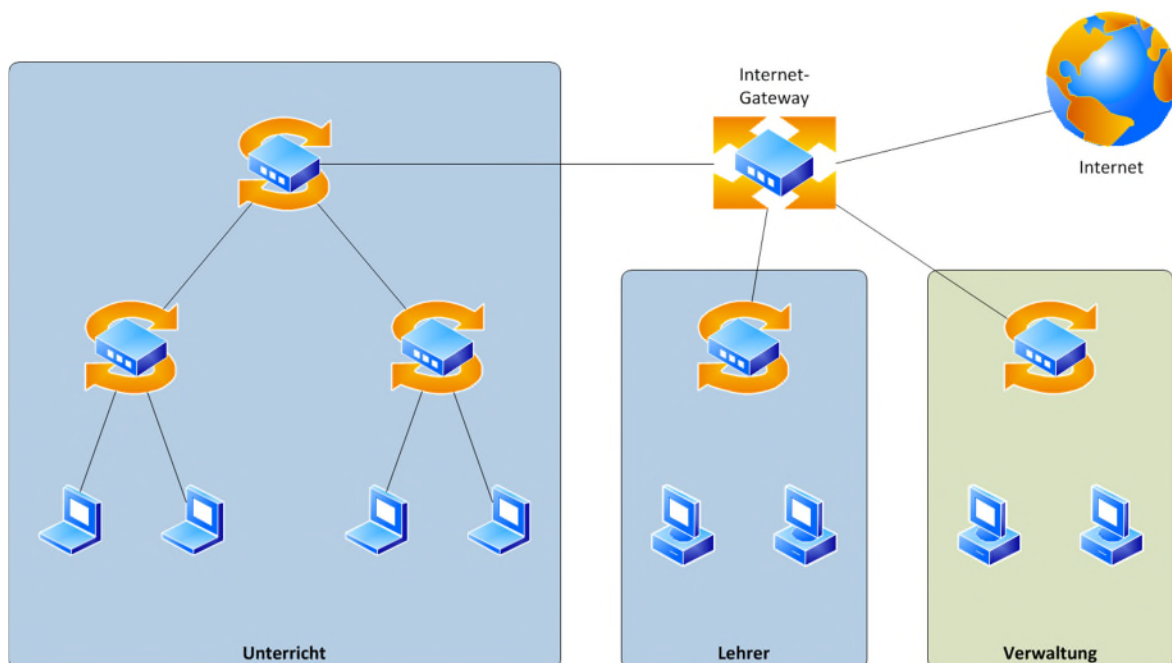 Internet-
Gateway
Internet
Unterricht
Lehrer
Verwaltung